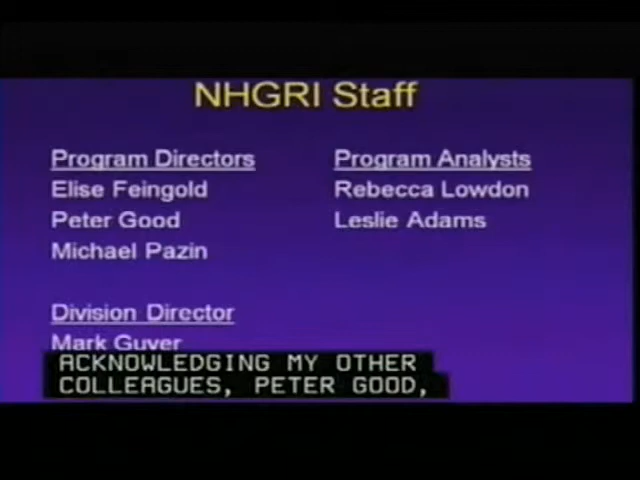 NHGRI Staff
Program Directors
Elise Feingold
Peter Good
Michael Pazin
Program Analysts
Rebecca Lowdon
Leslie Adams
Division Director
Mark Guyer
ACKNOWLEDGING MY OTHER
COLLEAGUES, PETER GOOD,